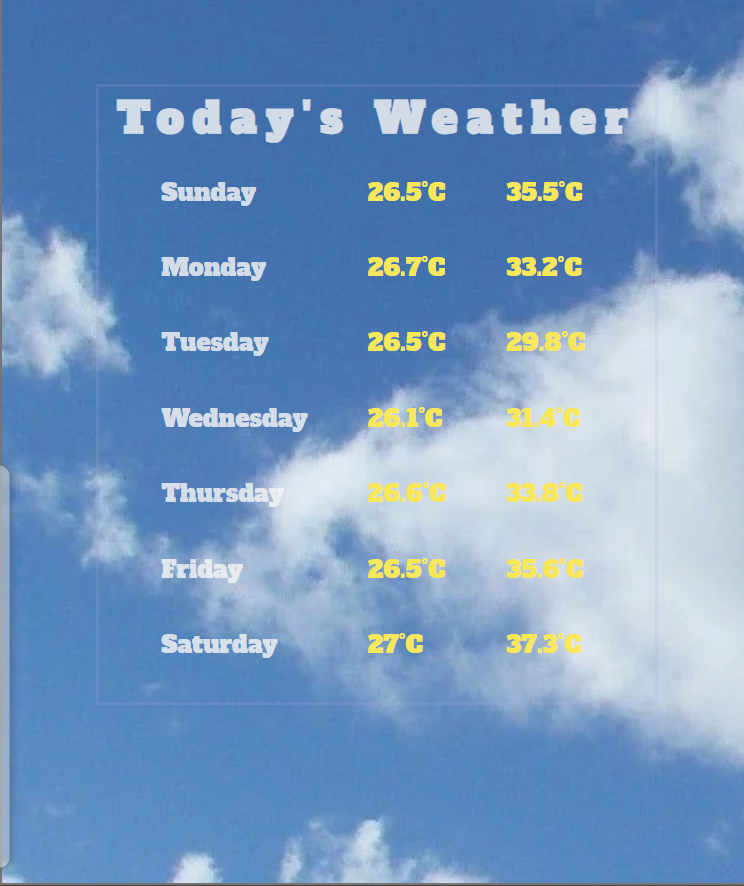 Today's Weather
Sunday 26.5°C 35.5°C
Monday 26.7°C 33.2°C
Tuesday 26.5°C 29.8°C
Wednesday 26.1°C 31.4°C
Thursday 26.6°C 33.8°C
Friday 26.5°C 35.6°C
Saturday 27°C 37.3°C